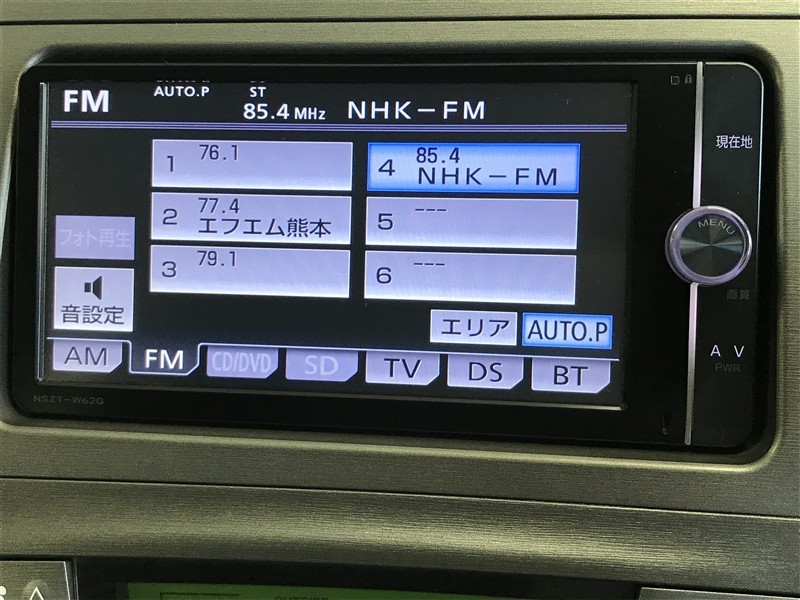 FM
AUTO.P
ST
85.4 MHz
NHK-FM
1 76.1
2 77.4
エフエム熊本
3 79.1
4 85.4
NHK-FM
5 ---
6 ---
フォト再生
音設定
エリア
AUTO.P
AM
FM
CD/DVD
SD
TV
DS
BT
NSZT-W62G
現在地
MENU
画質
A V
PWR